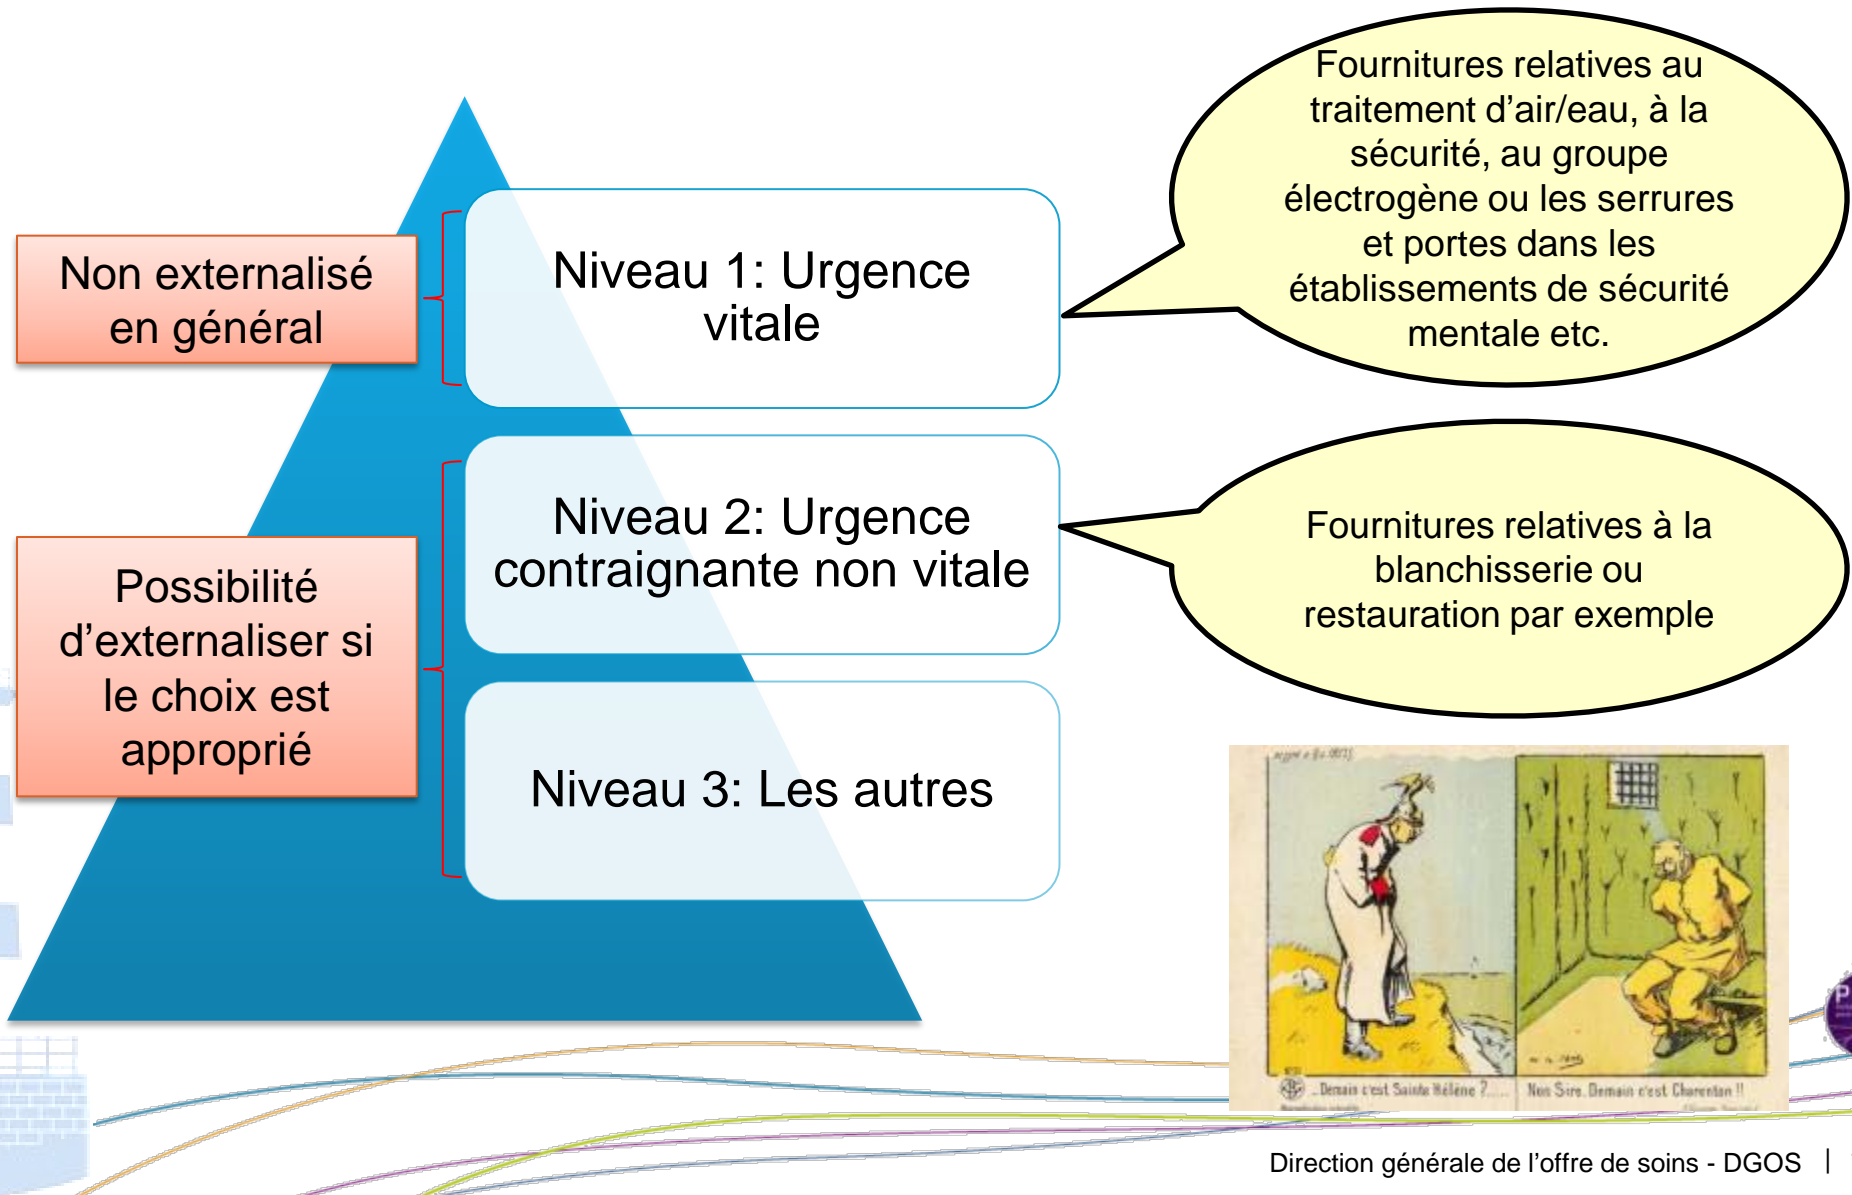 Fournitures relatives au
traitement d’air/eau, à la
sécurité, au groupe
électrogène ou les serrures
et portes dans les
établissements de sécurité
mentale etc.
Non externalisé
en général
Niveau 1: Urgence
vitale
Niveau 2: Urgence
contraignante non vitale
Fournitures relatives à la
blanchisserie ou
restauration par exemple
Possibilité
d’externaliser si
le choix est
approprié
Niveau 3: Les autres
..Demain c'est Sainte Hélène ?......
Non Sire. Demain c'est Charenton !!
Direction générale de l’offre de soins - DGOS |